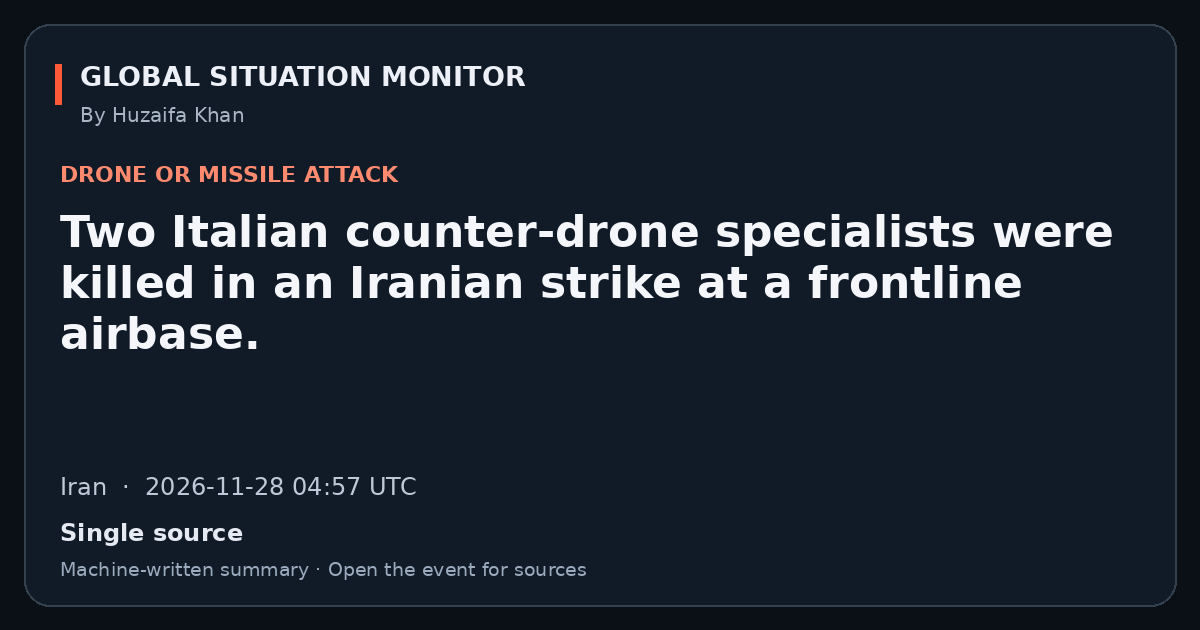 GLOBAL SITUATION MONITOR
By Huzaifa Khan
DRONE OR MISSILE ATTACK
Two Italian counter-drone specialists were
killed in an Iranian strike at a frontline
airbase.
Iran · 2026-11-28 04:57 UTC
Single source
Machine-written summary · Open the event for sources